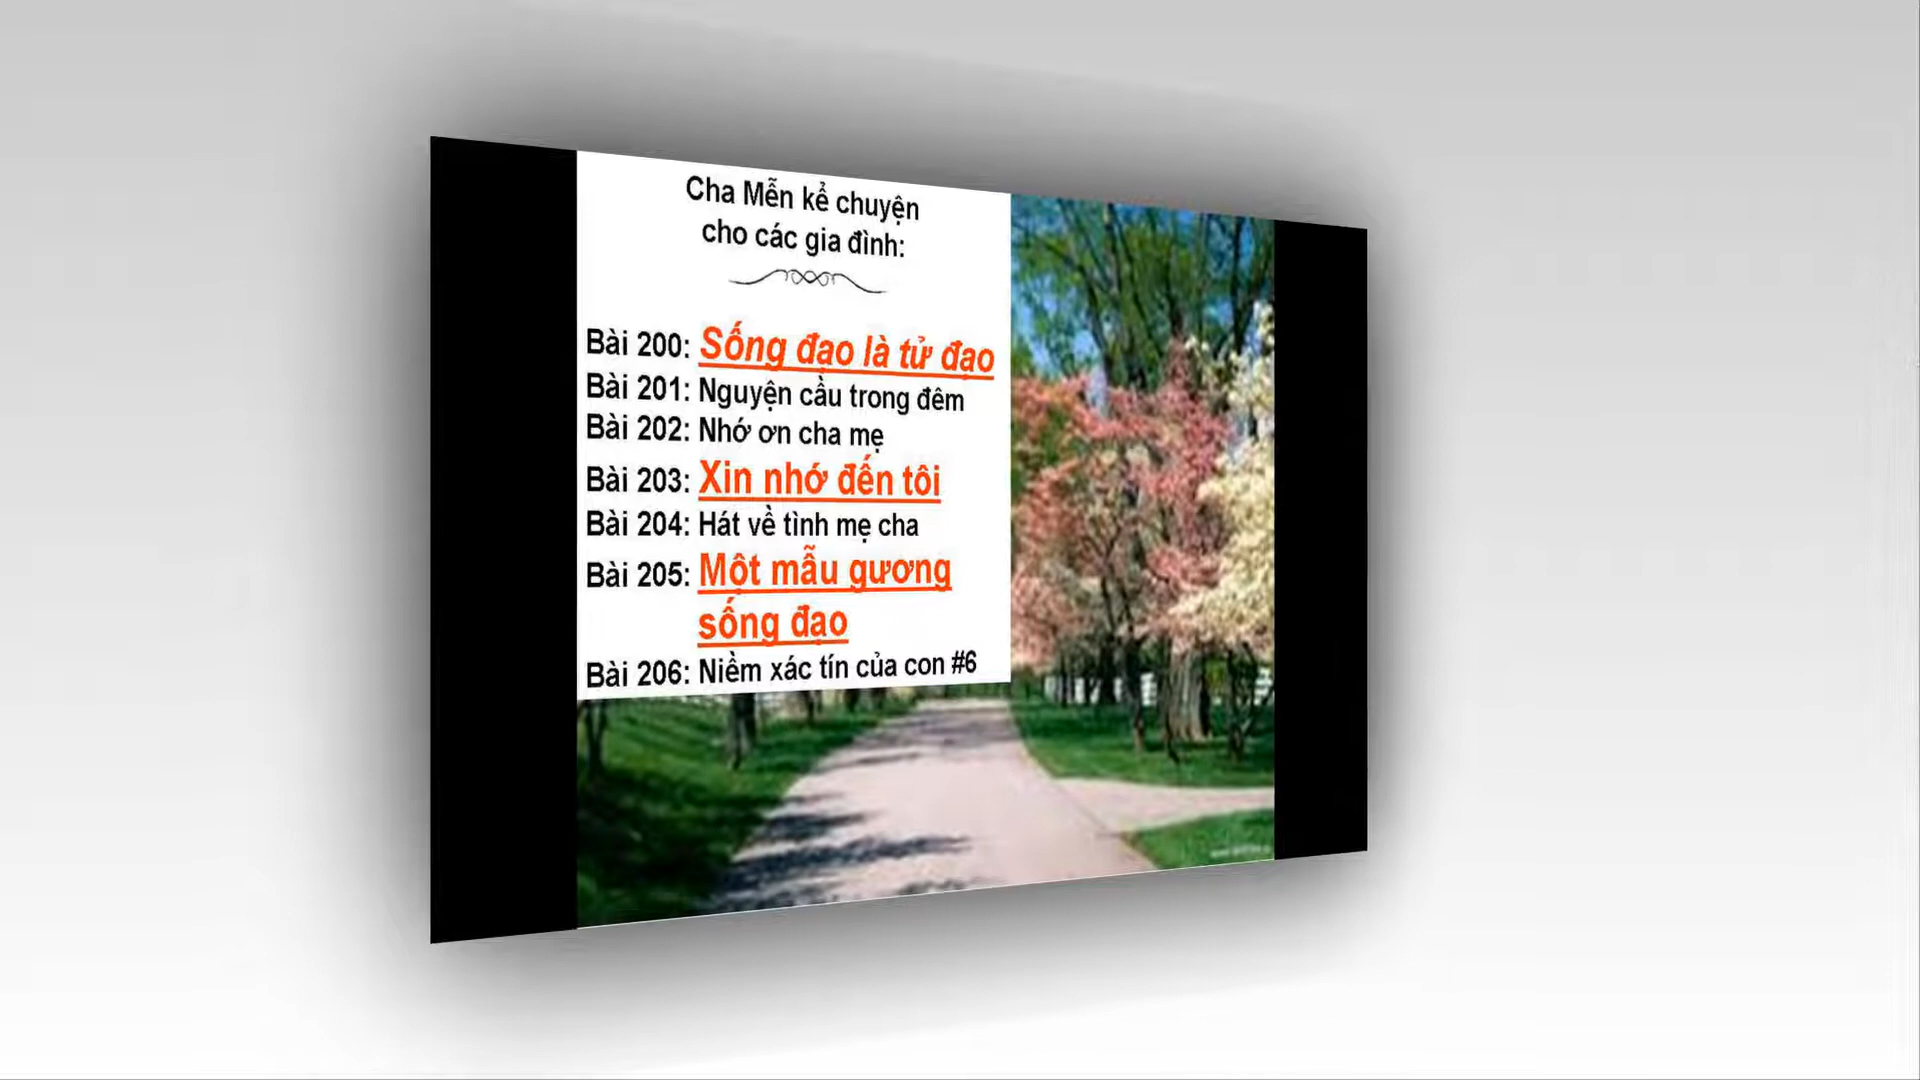 Cha Mễn kể chuyện
cho các gia đình:
Bài 200: Sống đạo là tử đạo
Bài 201: Nguyện cầu trong đêm
Bài 202: Nhớ ơn cha mẹ
Bài 203: Xin nhớ đến tôi
Bài 204: Hát về tình mẹ cha
Bài 205: Một mẫu gương
sống đạo
Bài 206: Niềm xác tín của con #6